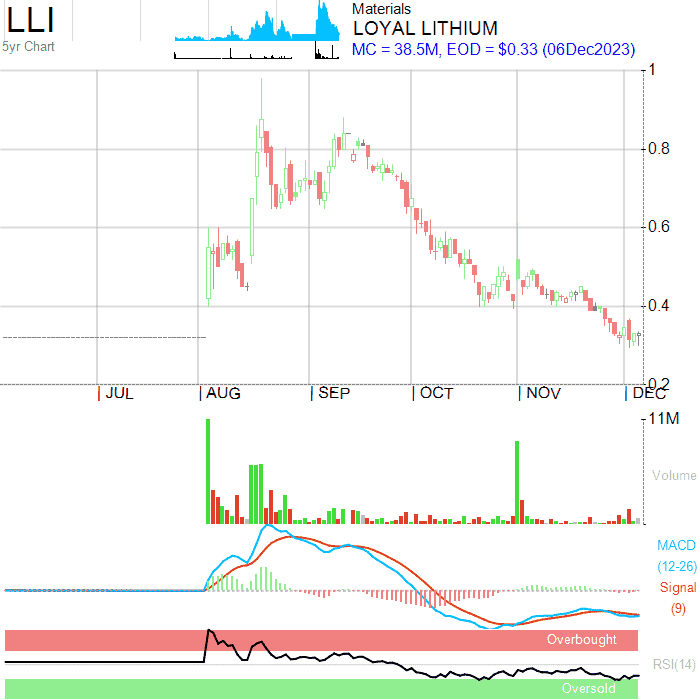 LLI
5yr Chart
Materials
LOYAL LITHIUM
MC = 38.5M, EOD = $0.33 (06Dec2023)
1
0.8
0.6
0.4
0.2
JUL
AUG
SEP
OCT
NOV
DEC
11M
Volume
MACD
(12-26)
Signal
(9)
Overbought
RSI(14)
Oversold